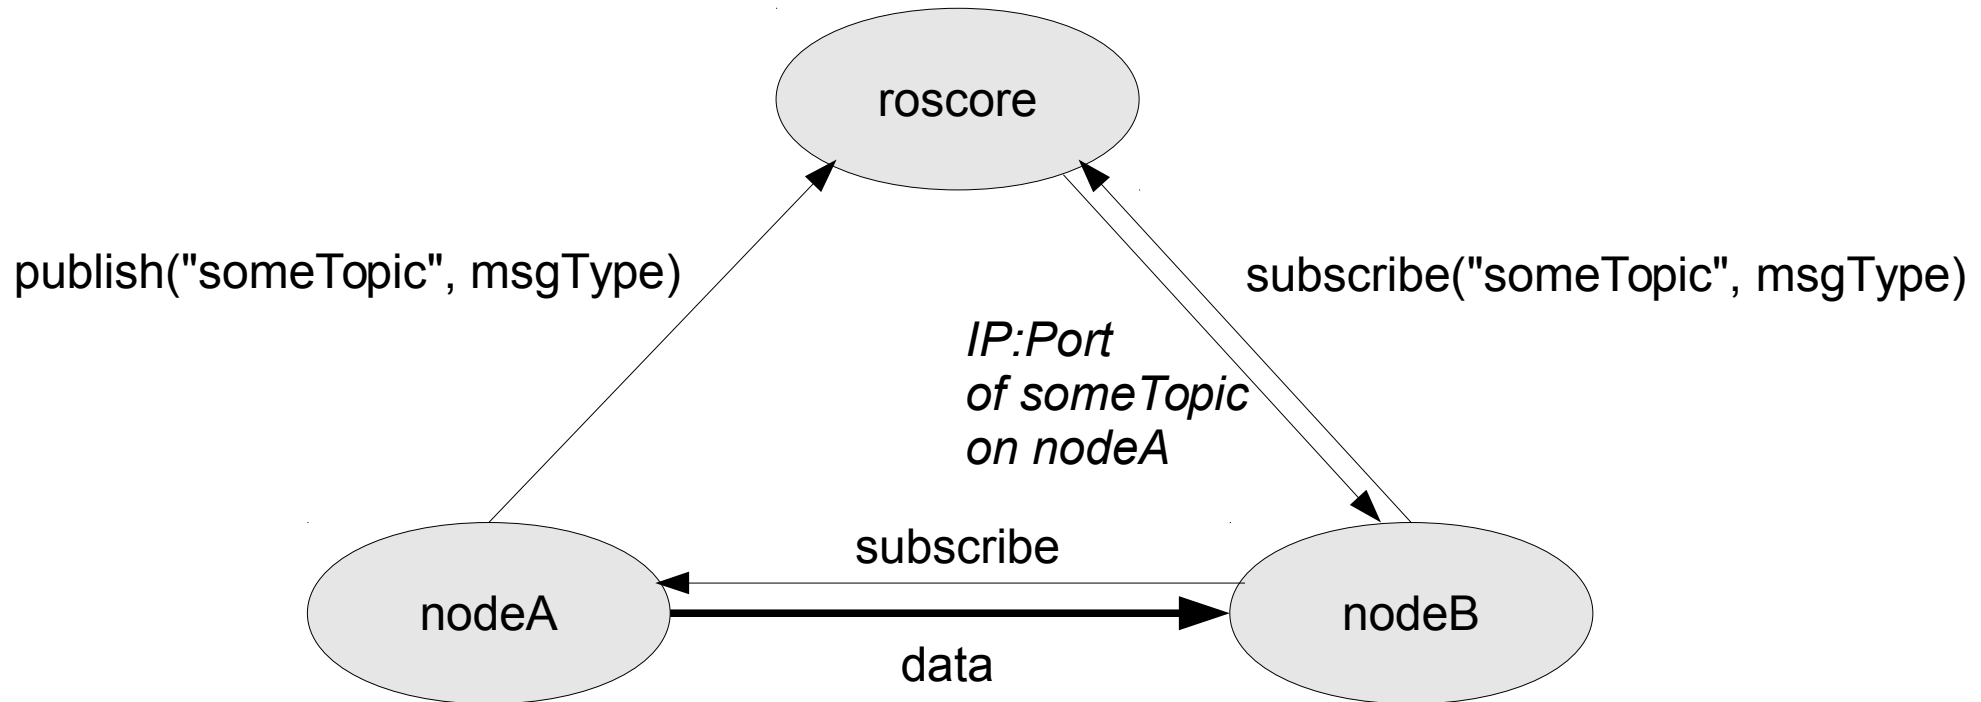 roscore
publish("someTopic", msgType)
subscribe("someTopic", msgType)
IP:Port
of someTopic
on nodeA
subscribe
nodeA
nodeB
data